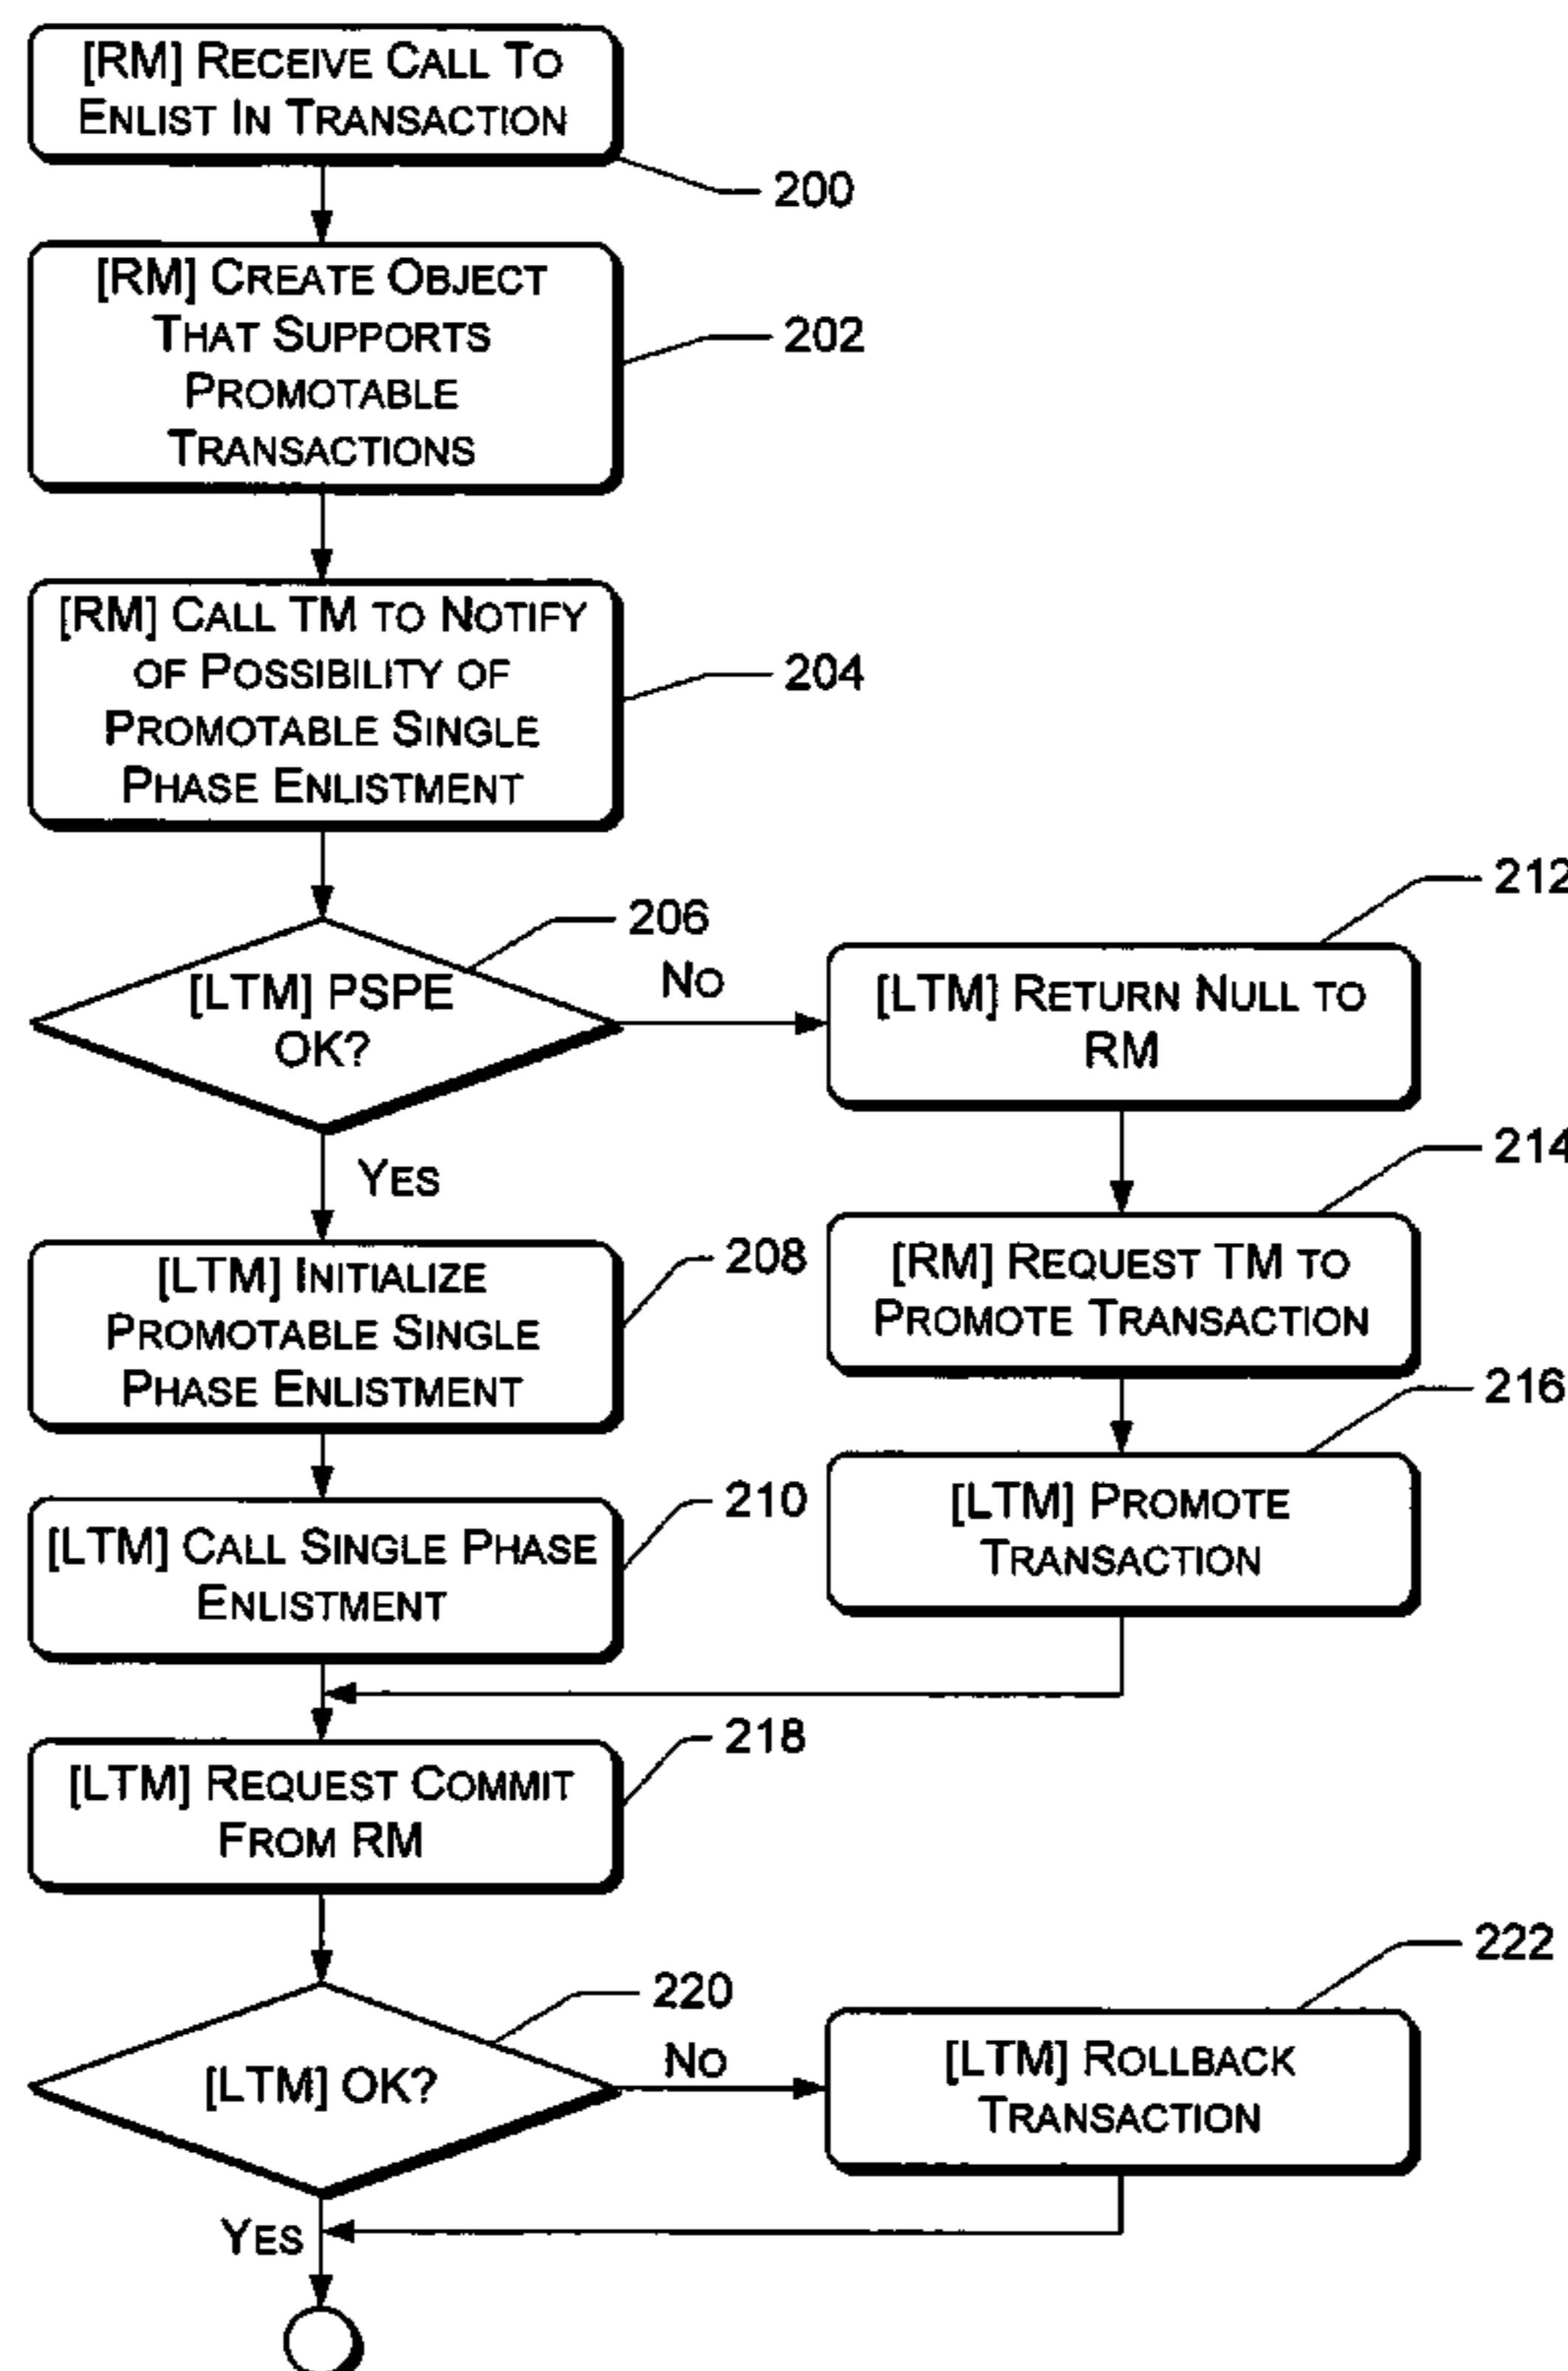 [RM] RECEIVE CALL TO
ENLIST IN TRANSACTION
200
[RM] CREATE OBJECT
THAT SUPPORTS
PROMOTABLE
TRANSACTIONS
202
[RM] CALL TM TO NOTIFY
OF POSSIBILITY OF
PROMOTABLE SINGLE
PHASE ENLISTMENT
204
[LTM] PSPE
OK?
206
NO
YES
[LTM] RETURN NULL TO
RM
212
[RM] REQUEST TM TO
PROMOTE TRANSACTION
214
[LTM] INITIALIZE
PROMOTABLE SINGLE
PHASE ENLISTMENT
208
[LTM] PROMOTE
TRANSACTION
216
[LTM] CALL SINGLE PHASE
ENLISTMENT
210
[LTM] REQUEST COMMIT
FROM RM
218
[LTM] OK?
220
NO
[LTM] ROLLBACK
TRANSACTION
222
YES